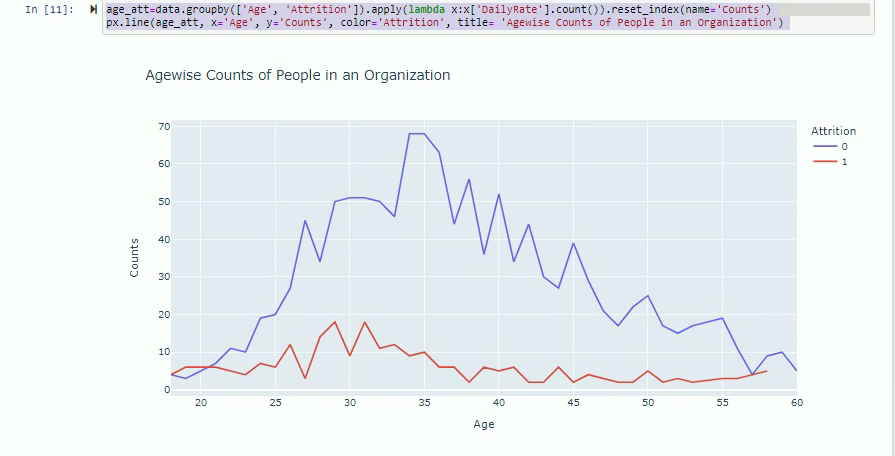 In [11]:
age_att=data.groupby(['Age', 'Attrition']).apply(lambda x:x['DailyRate'].count()).reset_index(name='Counts')
px.line(age_att, x='Age', y='Counts', color='Attrition', title= 'Agewise Counts of People in an Organization')
Agewise Counts of People in an Organization
Attrition
0
1
70
60
50
40
30
20
10
0
Counts
20 25 30 35 40 45 50 55 60
Age